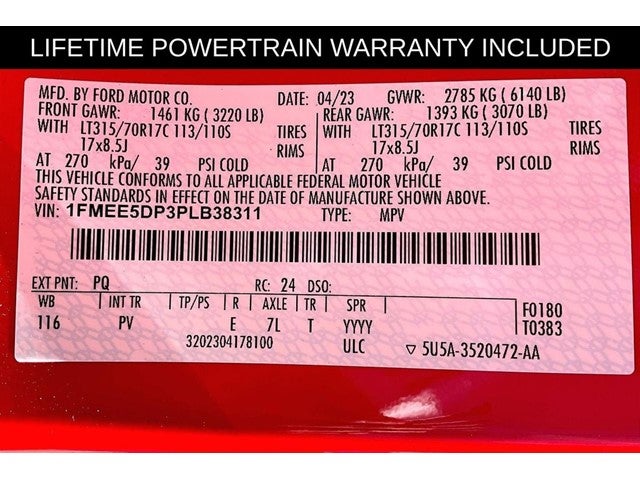 LIFETIME POWERTRAIN WARRANTY INCLUDED
MFD. BY FORD MOTOR CO. DATE: 04/23 GVWR: 2785 KG ( 6140 LB)
FRONT GAWR: 1461 KG ( 3220 LB) REAR GAWR: 1393 KG ( 3070 LB)
WITH LT315/70R17C 113/110S TIRES WITH LT315/70R17C 113/110S TIRES
17x8.5J RIMS 17x8.5J RIMS
AT 270 kPa/ 39 PSI COLD AT 270 kPa/ 39 PSI COLD
THIS VEHICLE CONFORMS TO ALL APPLICABLE FEDERAL MOTOR VEHICLE
SAFETY STANDARDS IN EFFECT ON THE DATE OF MANUFACTURE SHOWN ABOVE.
VIN: 1FMEE5DP3PLB38311 TYPE: MPV
EXT PNT: PQ RC: 24 DSO:
WB INT TR TP/PS R AXLE TR SPR F0180
116 PV E 7L T YYYY T0383
3202304178100 ULC ▽ 5U5A-3520472-AA